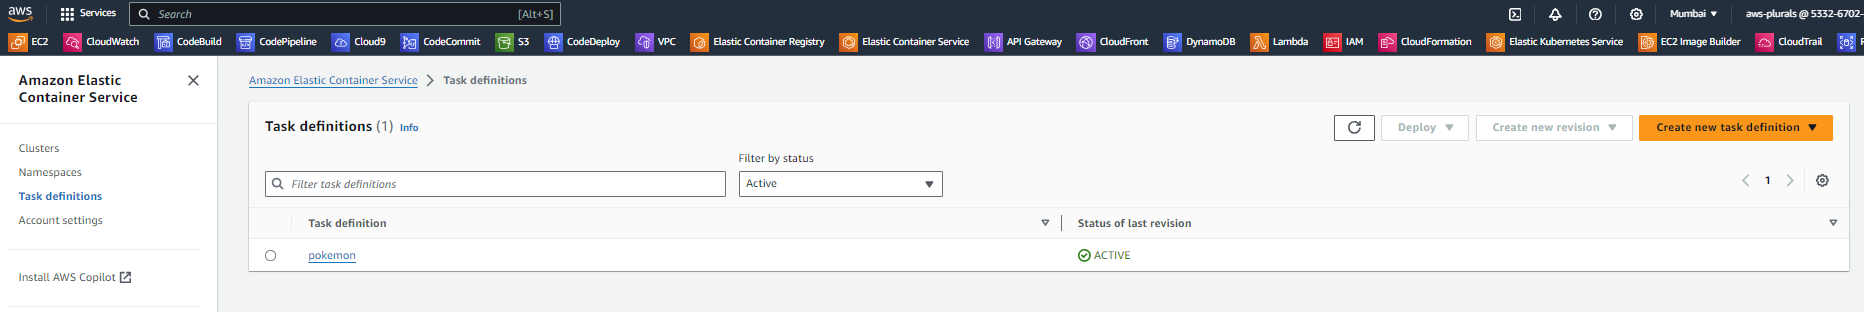 aws Services Search [Alt+S] Mumbai aws-plurals @ 5332-6702-
EC2 CloudWatch CodeBuild CodePipeline Cloud9 CodeCommit S3 CodeDeploy VPC Elastic Container Registry Elastic Container Service API Gateway CloudFront DynamoDB Lambda IAM CloudFormation Elastic Kubernetes Service EC2 Image Builder CloudTrail
Amazon Elastic
Container Service
Clusters
Namespaces
Task definitions
Account settings
Install AWS Copilot
Amazon Elastic Container Service > Task definitions
Task definitions (1) Info
Deploy Create new revision Create new task definition
Filter by status
Filter task definitions Active 1
Task definition Status of last revision
pokemon ACTIVE